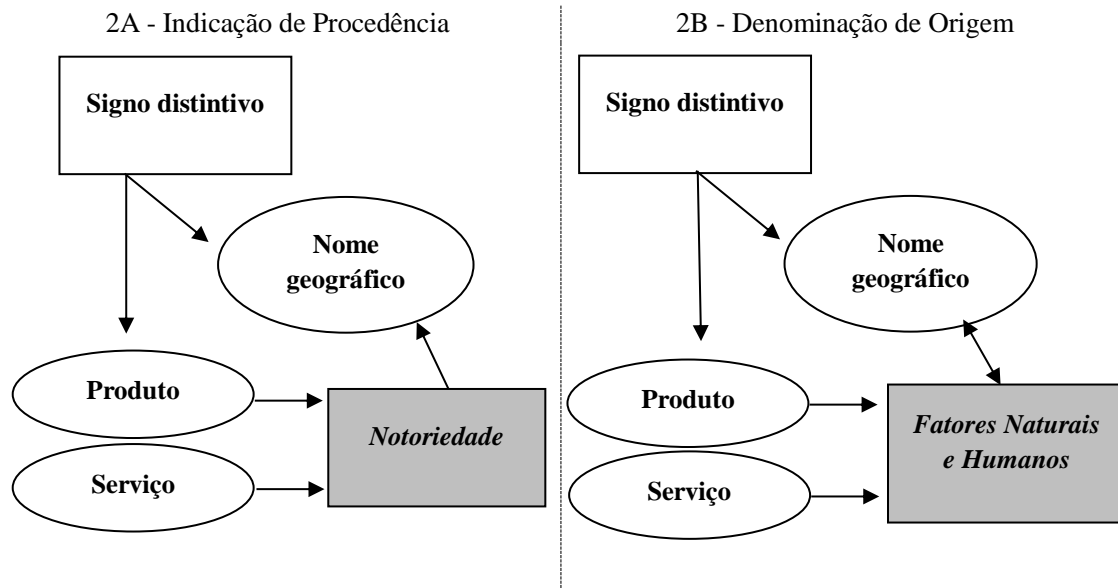 2A - Indicação de Procedência
Signo distintivo
Nome
geográfico
Produto
Notoriedade
Serviço
2B - Denominação de Origem
Signo distintivo
Nome
geográfico
Produto
Fatores Naturais
e Humanos
Serviço